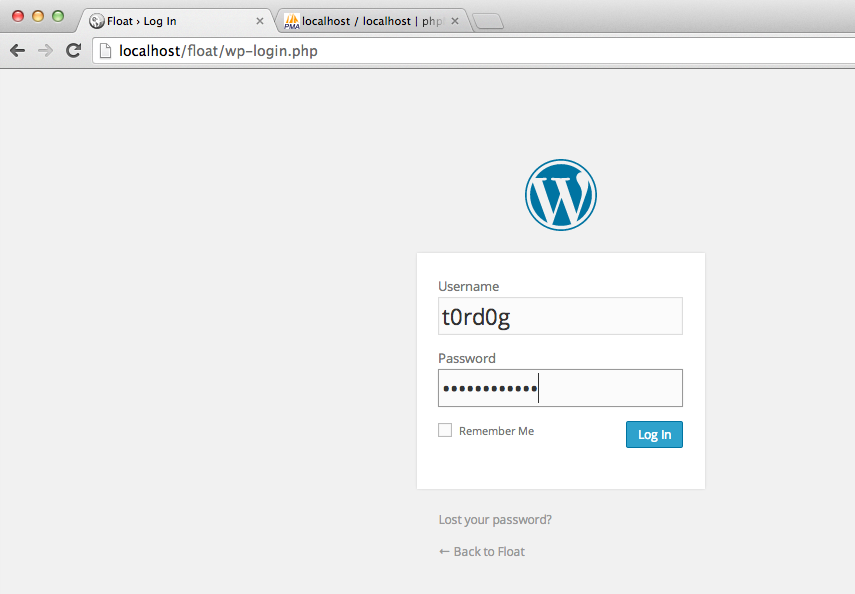 Float › Log In
localhost / localhost | php
localhost/float/wp-login.php
Username
t0rd0g
Password
••••••••••••
Remember Me
Log In
Lost your password?
← Back to Float